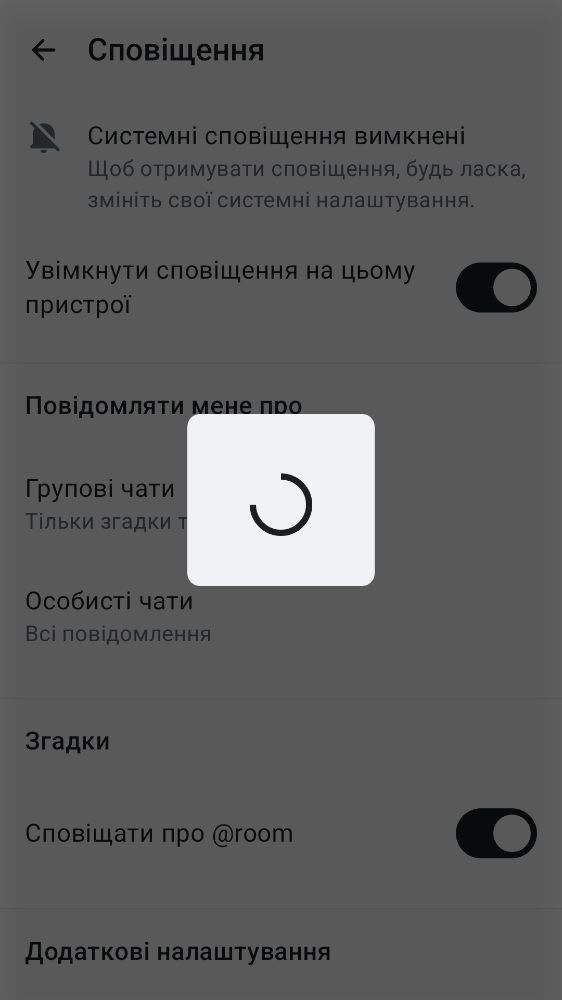 Сповіщення
Системні сповіщення вимкнені
Щоб отримувати сповіщення, будь ласка,
змініть свої системні налаштування.
Увімкнути сповіщення на цьому
пристрої
Повідомляти мене про
Групові чати
Тільки згадки
Особисті чати
Всі повідомлення
Згадки
Сповіщати про @room
Додаткові налаштування